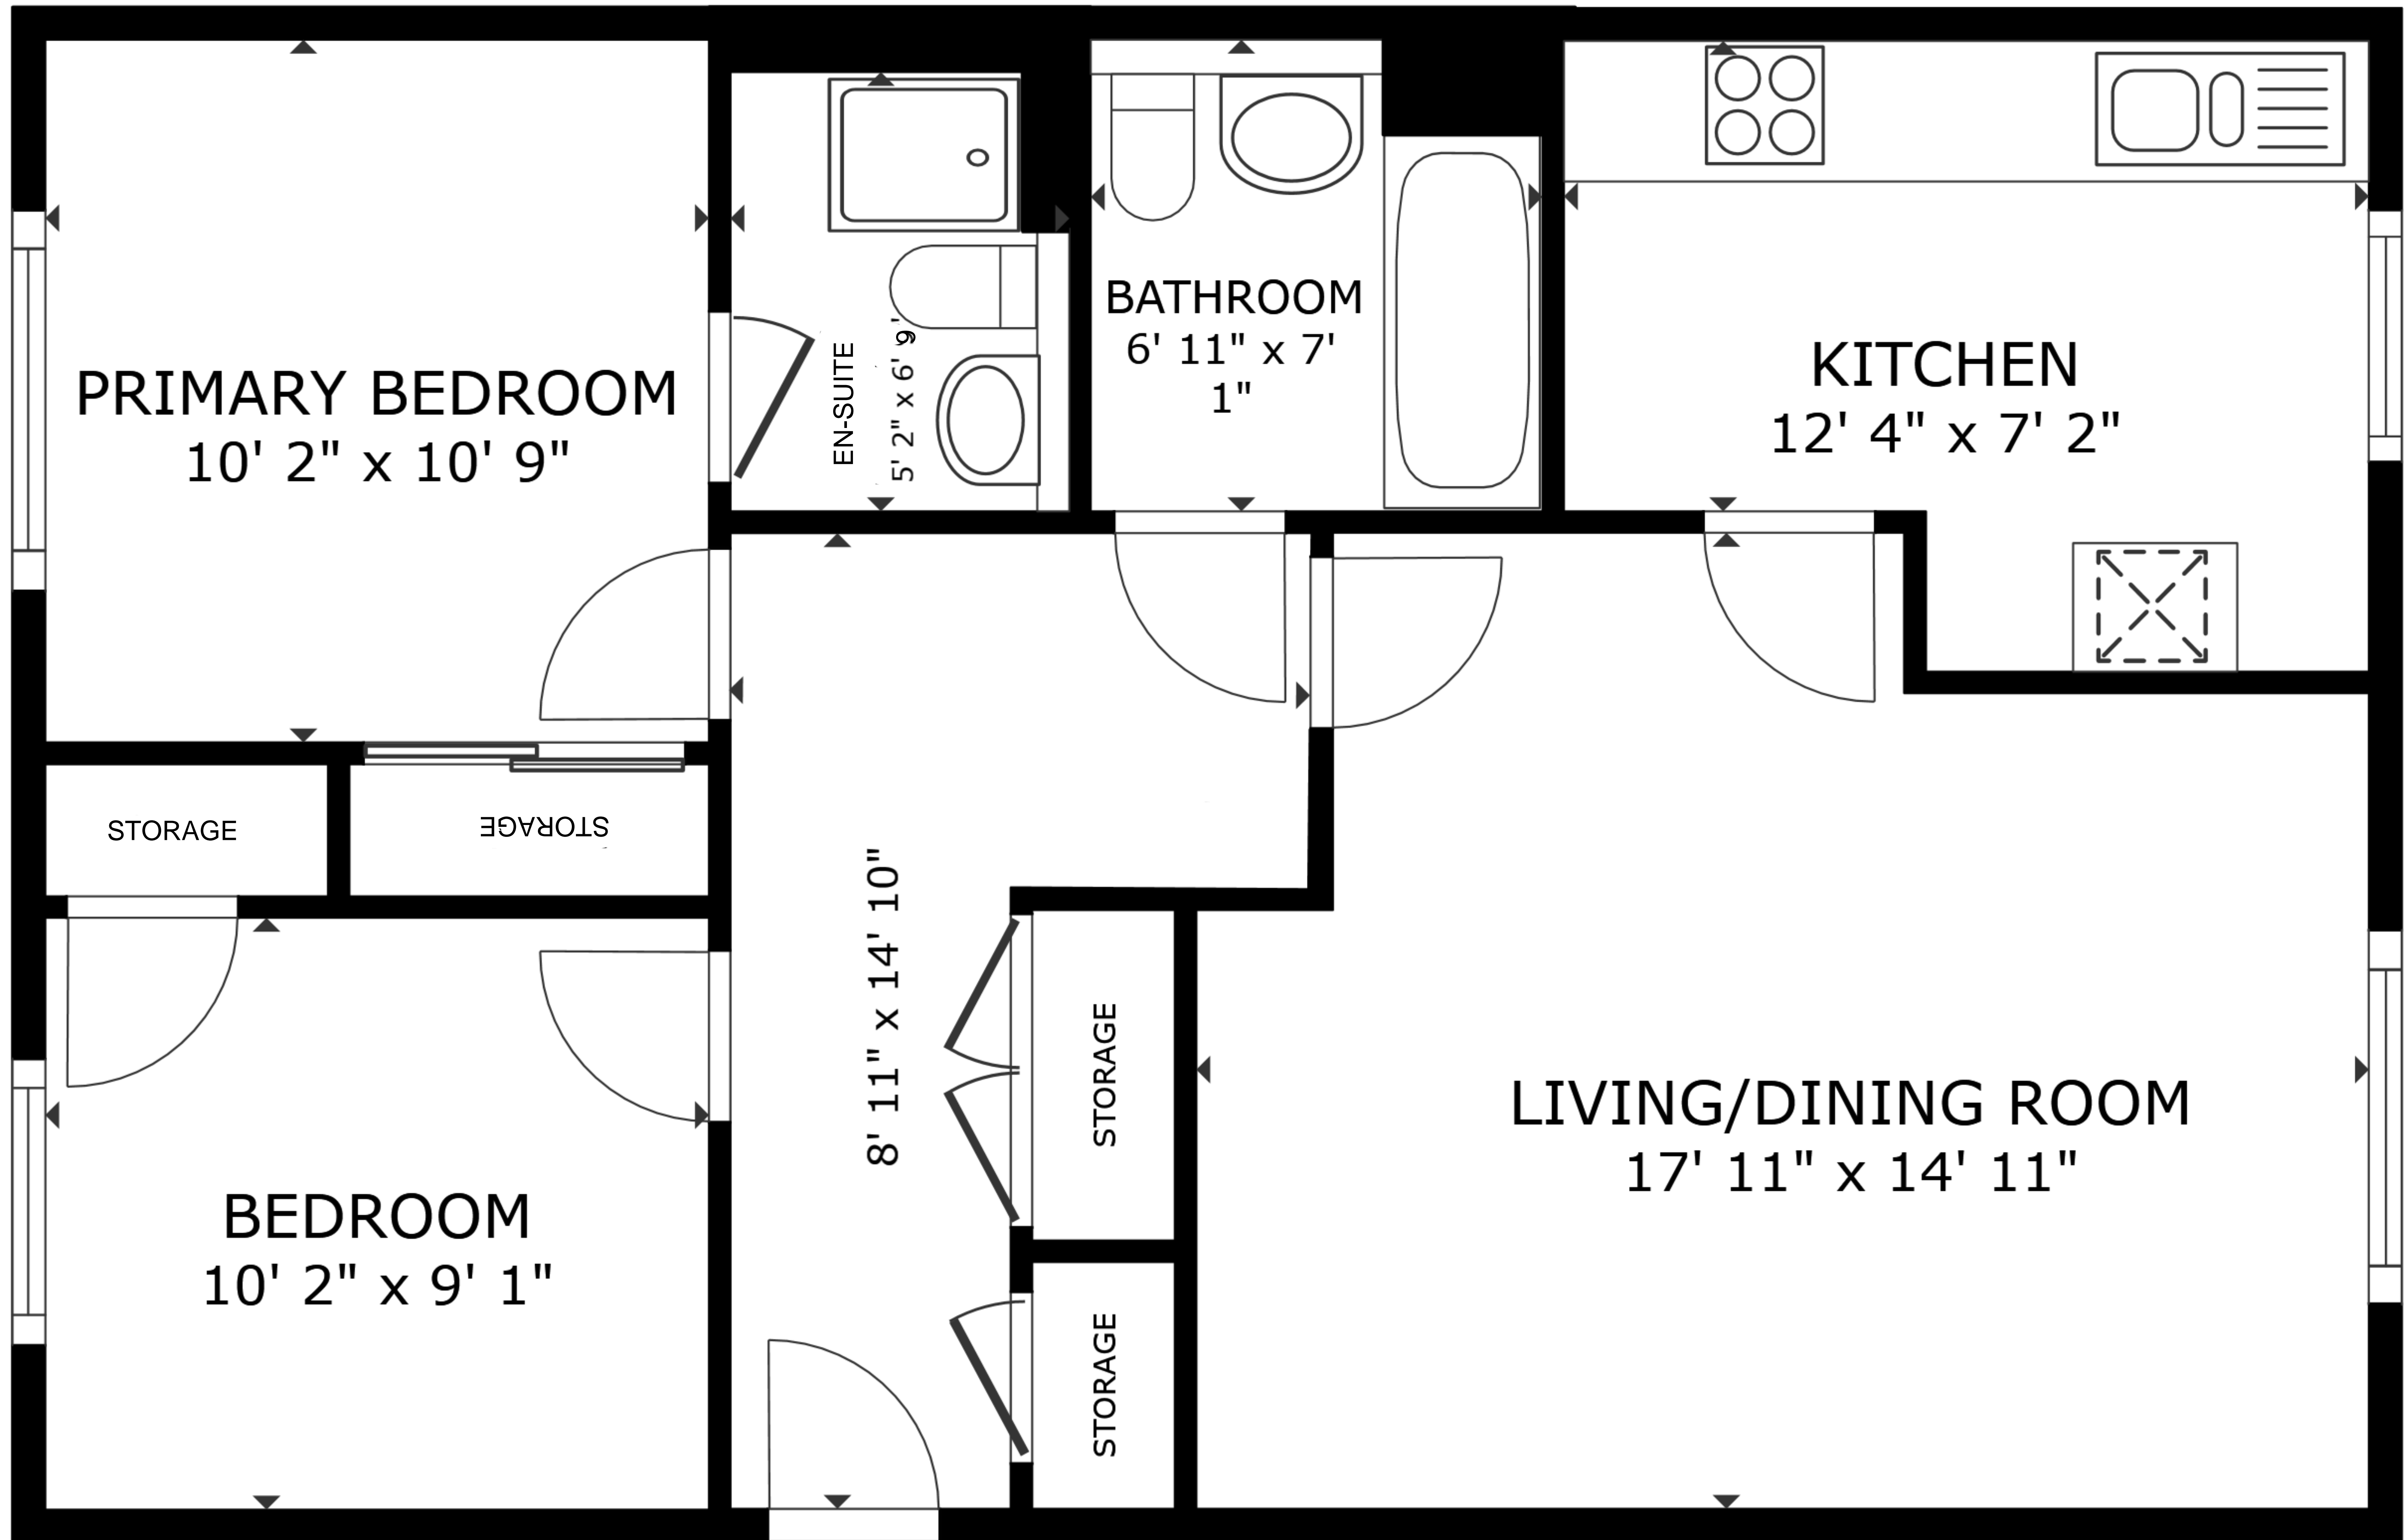 PRIMARY BEDROOM
10' 2" x 10' 9"
EN-SUITE
5' 2" x 6' 9'
BATHROOM
6' 11" x 7'
1"
KITCHEN
12' 4" x 7' 2"
STORAGE
STORAGE
8' 11" x 14' 10"
STORAGE
STORAGE
BEDROOM
10' 2" x 9' 1"
LIVING/DINING ROOM
17' 11" x 14' 11"